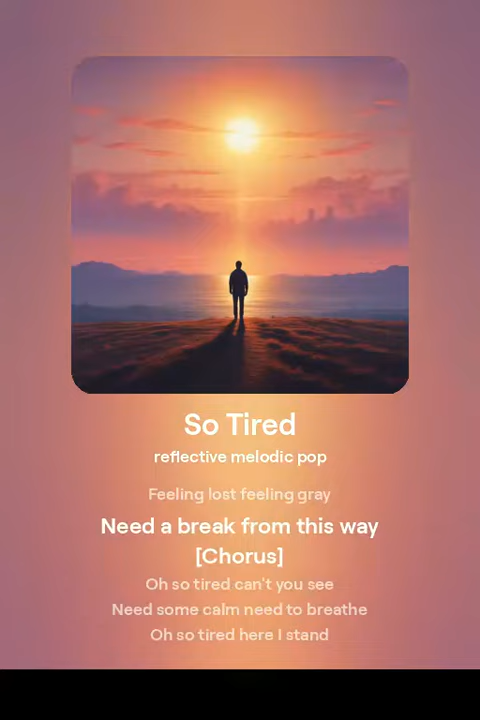 So Tired
reflective melodic pop
Feeling lost feeling gray
Need a break from this way
[Chorus]
Oh so tired can't you see
Need some calm need to breathe
Oh so tired here I stand